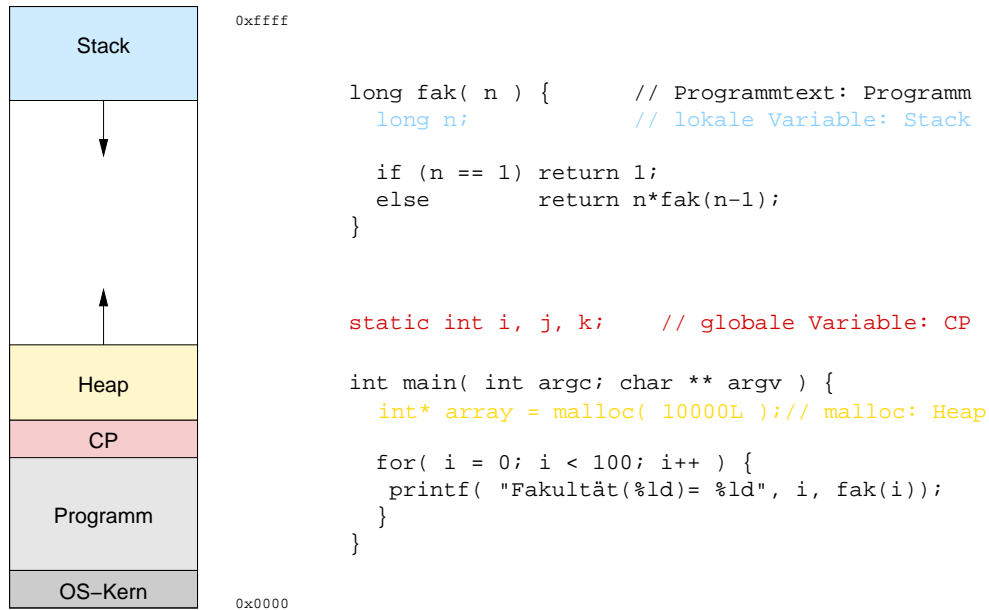 0xffff
Stack
long fak( n ) {      // Programmtext: Programm
  long n;            // lokale Variable: Stack
  if (n == 1) return 1;
  else        return n*fak(n−1);
}
static int i, j, k;    // globale Variable: CP
Heap
int main( int argc; char ** argv ) {
  int* array = malloc( 10000L );// malloc: Heap
CP
  for( i = 0; i < 100; i++ ) {
   printf( "Fakultät(%ld)= %ld", i, fak(i));
Programm
  }
}
OS−Kern
0x0000